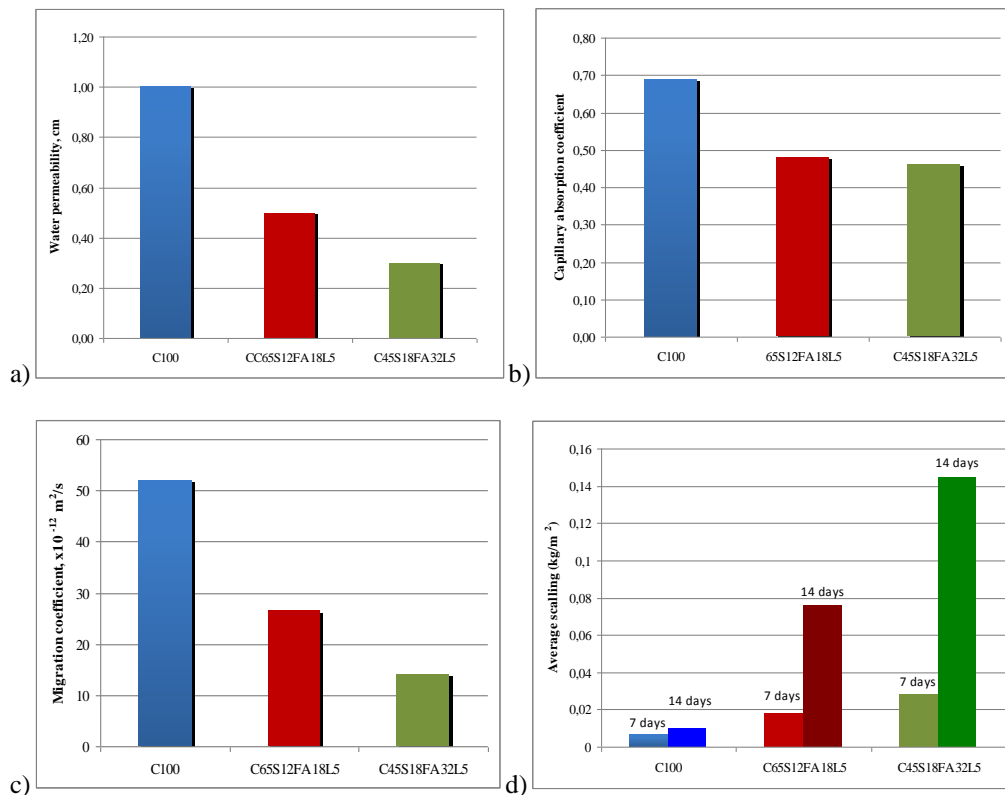 a)
Water permeability, cm
1,20
1,00
0,80
0,60
0,40
0,20
0,00
C100 CC65S12FA18L5 C45S18FA32L5
b)
Capillary absorption coefficient
0,80
0,70
0,60
0,50
0,40
0,30
0,20
0,10
0,00
C100 65S12FA18L5 C45S18FA32L5
c)
Migration coefficient, x10 -12 m2/s
60
50
40
30
20
10
0
C100 C65S12FA18L5 C45S18FA32L5
d)
Average scalling (kg/m 2)
0,16
0,14
0,12
0,1
0,08
0,06
0,04
0,02
0
7 days
14 days
7 days
14 days
7 days
14 days
C100 C65S12FA18L5 C45S18FA32L5